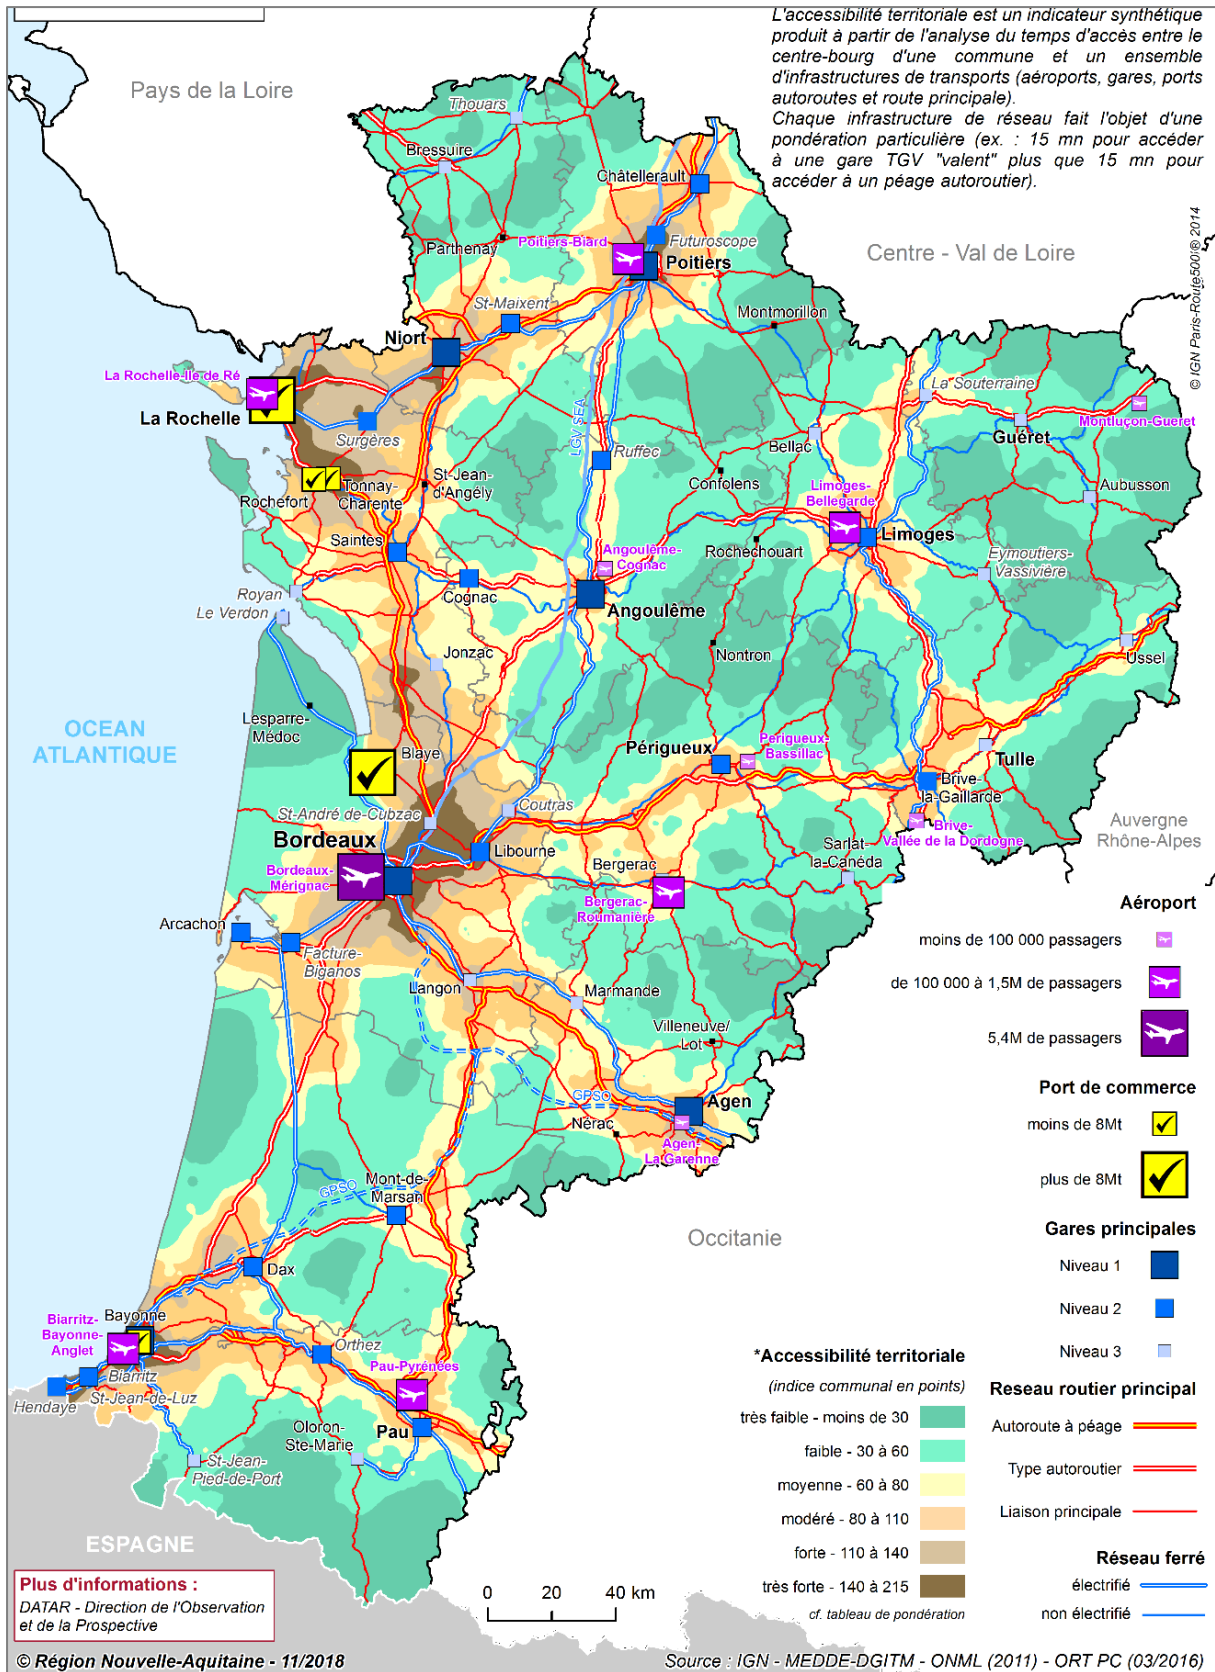 L'accessibilité territoriale est un indicateur synthétique
produit à partir de l'analyse du temps d'accès entre le
centre-bourg d'une commune et un ensemble
d'infrastructures de transports (aéroports, gares, ports
autoroutes et route principale).
Chaque infrastructure de réseau fait l'objet d'une
pondération particulière (ex. : 15 mn pour accéder
à une gare TGV "valent" plus que 15 mn pour
accéder à un péage autoroutier).
© IGN Paris-Route500® 2014
Pays de la Loire
Thouars
Bressuire
Châtellerault
Parthenay
Poitiers-Biard
Futuroscope
Poitiers
Centre - Val de Loire
St-Maixent
Montmorillon
Niort
La Rochelle-Ile de Ré
La Rochelle
Surgères
LGV SEA
La Souterraine
Montluçon-Gueret
Guéret
Bellac
Ruffec
Confolens
Aubusson
St-Jean-
d'Angély
Tonnay-
Charente
Rochefort
Limoges-
Bellegarde
Limoges
Saintes
Rochechouart
Eymoutiers-
Vassivière
Angoulême-
Cognac
Royan
Cognac
Le Verdon
Angoulême
Jonzac
Nontron
Ussel
OCEAN
ATLANTIQUE
Lesparre-
Médoc
Blaye
Périgueux
Perigueux-
Bassillac
Tulle
Brive-
la-Gaillarde
St-André de-Cubzac
Coutras
Brive-
Vallée de la Dordogne
Auvergne
Rhône-Alpes
Bordeaux
Libourne
Bergerac
Sarlat-
la-Canéda
Bordeaux-
Mérignac
Bergerac-
Roumanière
Arcachon
Facture-
Biganos
Langon
Marmande
Villeneuve/
Lot
GPSO
Agen
Nérac
Agen-
La Garenne
GPSO
Mont-de-
Marsan
Occitanie
Dax
Bayonne
Biarritz-
Bayonne-
Anglet
Biarritz
Orthez
Pau-Pyrénées
St-Jean-de-Luz
Hendaye
Oloron-
Ste-Marie
Pau
St-Jean-
Pied-de-Port
ESPAGNE
Aéroport
moins de 100 000 passagers
de 100 000 à 1,5M de passagers
5,4M de passagers
Port de commerce
moins de 8Mt
plus de 8Mt
Gares principales
Niveau 1
Niveau 2
Niveau 3
*Accessibilité territoriale
(indice communal en points)
très faible - moins de 30
faible - 30 à 60
moyenne - 60 à 80
modéré - 80 à 110
forte - 110 à 140
très forte - 140 à 215
cf. tableau de pondération
Reseau routier principal
Autoroute à péage
Type autoroutier
Liaison principale
Réseau ferré
électrifié
non électrifié
0 20 40 km
Plus d'informations :
DATAR - Direction de l'Observation
et de la Prospective
© Région Nouvelle-Aquitaine - 11/2018
Source : IGN - MEDDE-DGITM - ONML (2011) - ORT PC (03/2016)